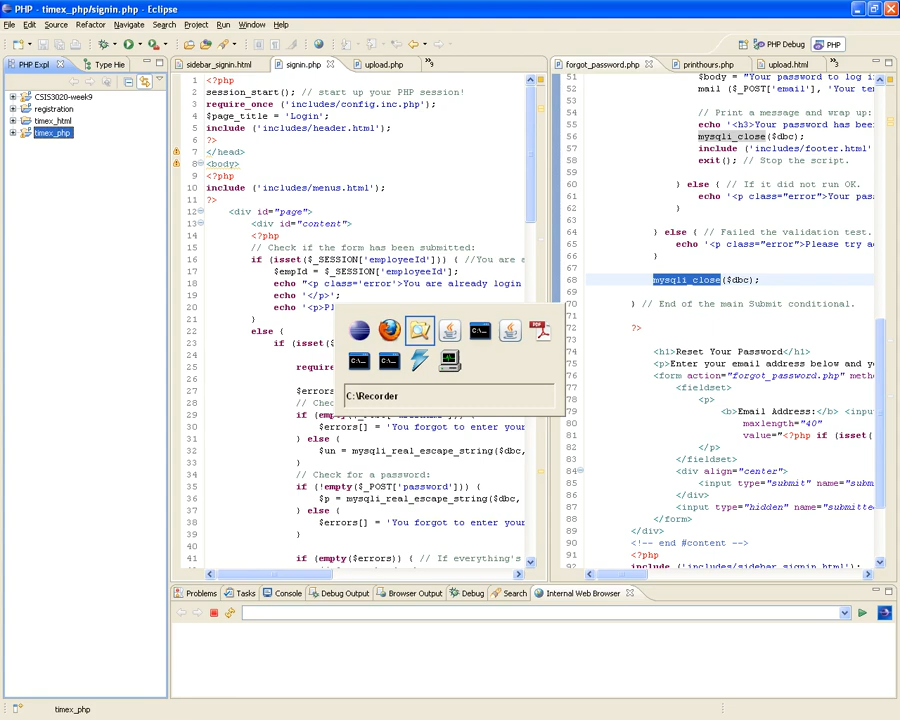 PHP - timex_php/signin.php - Eclipse
File Edit Source Refactor Navigate Search Project Run Window Help
PHP Debug PHP
PHP Expl Type Hie
CSIS3020-week9
registration
timex_html
timex_php
sidebar_signin.html signin.php upload.php »9
1 <?php
2 session_start(); // start up your PHP session!
3 require_once ('includes/config.inc.php');
4 $page_title = 'Login';
5 include ('includes/header.html');
6 ?>
7 </head>
8 <body>
9 <?php
10 include ('includes/menus.html');
11 ?>
12 <div id="page">
13 <div id="content">
14 <?php
15 // Check if the form has been submitted:
16 if (isset($_SESSION['employeeId'])) { //You are e
17 $empId = $_SESSION['employeeId'];
18 echo "<p class='error'>You are already login
19 echo '</p>';
20 echo '<p>Pl
21 }
22 else {
23 if (isset($
24
25 require
26
27 $errors
28 // Chec
29 if (emp
30 $errors[] = 'You forgot to enter your
31 } else {
32 $un = mysqli_real_escape_string($dbc,
33 }
34 // Check for a password:
35 if (!empty($_POST['password'])) {
36 $p = mysqli_real_escape_string($dbc,
37 } else {
38 $errors[] = 'You forgot to enter your
39 }
40
41 if (empty($errors)) { // If everything's
C:\Recorder
forgot_password.php printhours.php upload.html »3
51 $body = "Your password to log i
52 mail ($_POST['email'], 'Your te
53
54 // Print a message and wrap up:
55 echo '<h3>Your password has bee
56 mysqli_close($dbc);
57 include ('includes/footer.html'
58 exit(); // Stop the script.
59
60 } else { // If it did not run OK.
61 echo '<p class="error">Your pas
62 }
63
64 } else { // Failed the validation test.
65 echo '<p class="error">Please try ag
66 }
67
68 mysqli_close($dbc);
69
70 } // End of the main Submit conditional.
72 ?>
74 <h1>Reset Your Password</h1>
75 <p>Enter your email address below and yo
76 <form action="forgot_password.php" metho
77 <fieldset>
78 <p>
79 <b>Email Address:</b> <input
80 maxlength="40"
81 value="<?php if (isset(
82 </p>
83 </fieldset>
84 <div align="center">
85 <input type="submit" name="subm
86 </div>
87 <input type="hidden" name="submitte
88 </form>
89 </div>
90 <!-- end #content -->
91 <?php
92 include ('includes/sidebar_signin.html');
Problems Tasks Console Debug Output Browser Output Debug Search Internal Web Browser
timex_php